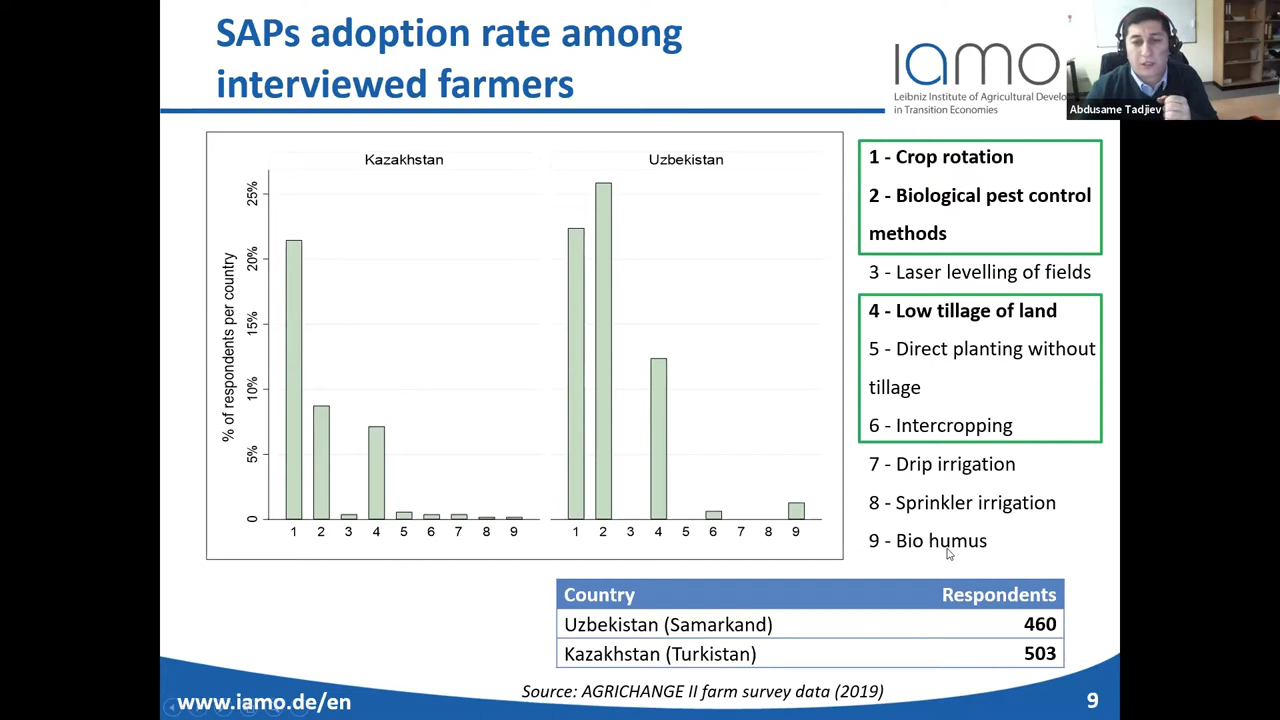 SAPs adoption rate among
interviewed farmers
iamo
Leibniz Institute of Agricultural Develo
in Transition Economies
Abdusame Tadjiev
Kazakhstan
Uzbekistan
% of respondents per country
25%
20%
15%
10%
5%
0
1 2 3 4 5 6 7 8 9
1 2 3 4 5 6 7 8 9
1 - Crop rotation
2 - Biological pest control
methods
3 - Laser levelling of fields
4 - Low tillage of land
5 - Direct planting without
tillage
6 - Intercropping
7 - Drip irrigation
8 - Sprinkler irrigation
9 - Bio humus
Country Respondents
Uzbekistan (Samarkand) 460
Kazakhstan (Turkistan) 503
Source: AGRICHANGE II farm survey data (2019)
www.iamo.de/en
9